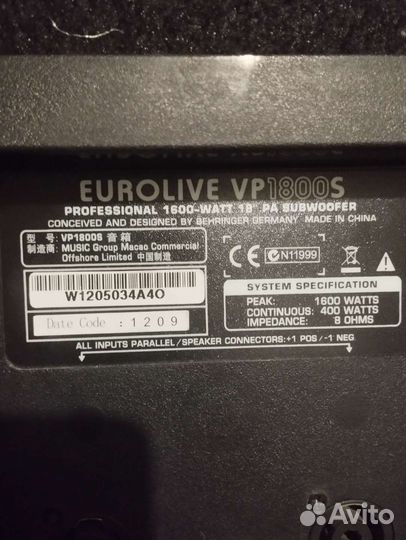 EUROLIVE VP1800S
PROFESSIONAL 1600-WATT 18" PA SUBWOOFER
CONCEIVED AND DESIGNED BY BEHRINGER GERMANY MADE IN CHINA
型号: VP1800S 音箱
制造商: MUSIC Group Macao Commercial
Offshore Limited 中国制造
W1205034A4O
Date Code : 1209
CE
N11999
SYSTEM SPECIFICATION
PEAK: 1600 WATTS
CONTINUOUS: 400 WATTS
IMPEDANCE: 8 OHMS
ALL INPUTS PARALLEL/SPEAKER CONNECTORS:+1 POS/-1 NEG
Avito